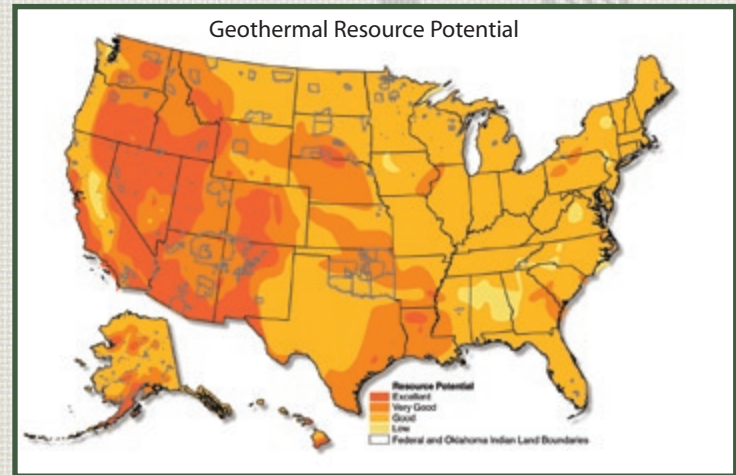 Geothermal Resource Potential
Resource Potential
Excellent
Very Good
Good
Low
Federal and Oklahoma Indian Land Boundaries